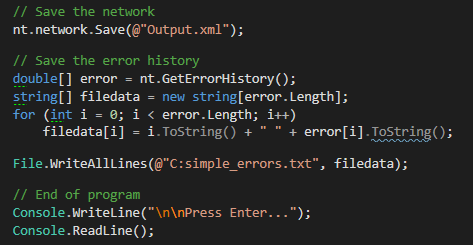 // Save the network
nt.network.Save(@"Output.xml");
// Save the error history
double[] error = nt.GetErrorHistory();
string[] filedata = new string[error.Length];
for (int i = 0; i < error.Length; i++)
filedata[i] = i.ToString() + " " + error[i].ToString();
File.WriteAllLines(@"C:simple_errors.txt", filedata);
// End of program
Console.WriteLine("\n\nPress Enter...");
Console.ReadLine();